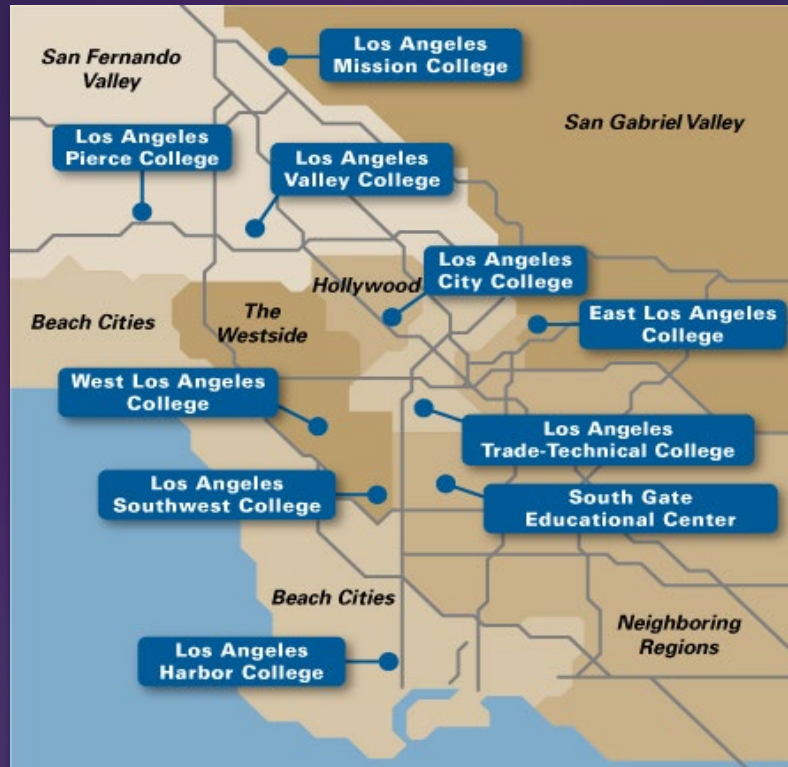 San Fernando
Valley
Los Angeles
Mission College
San Gabriel Valley
Los Angeles
Pierce College
Los Angeles
Valley College
Hollywood
Los Angeles
City College
Beach Cities
The
Westside
East Los Angeles
College
West Los Angeles
College
Los Angeles
Trade-Technical College
Los Angeles
Southwest College
South Gate
Educational Center
Beach Cities
Neighboring
Regions
Los Angeles
Harbor College